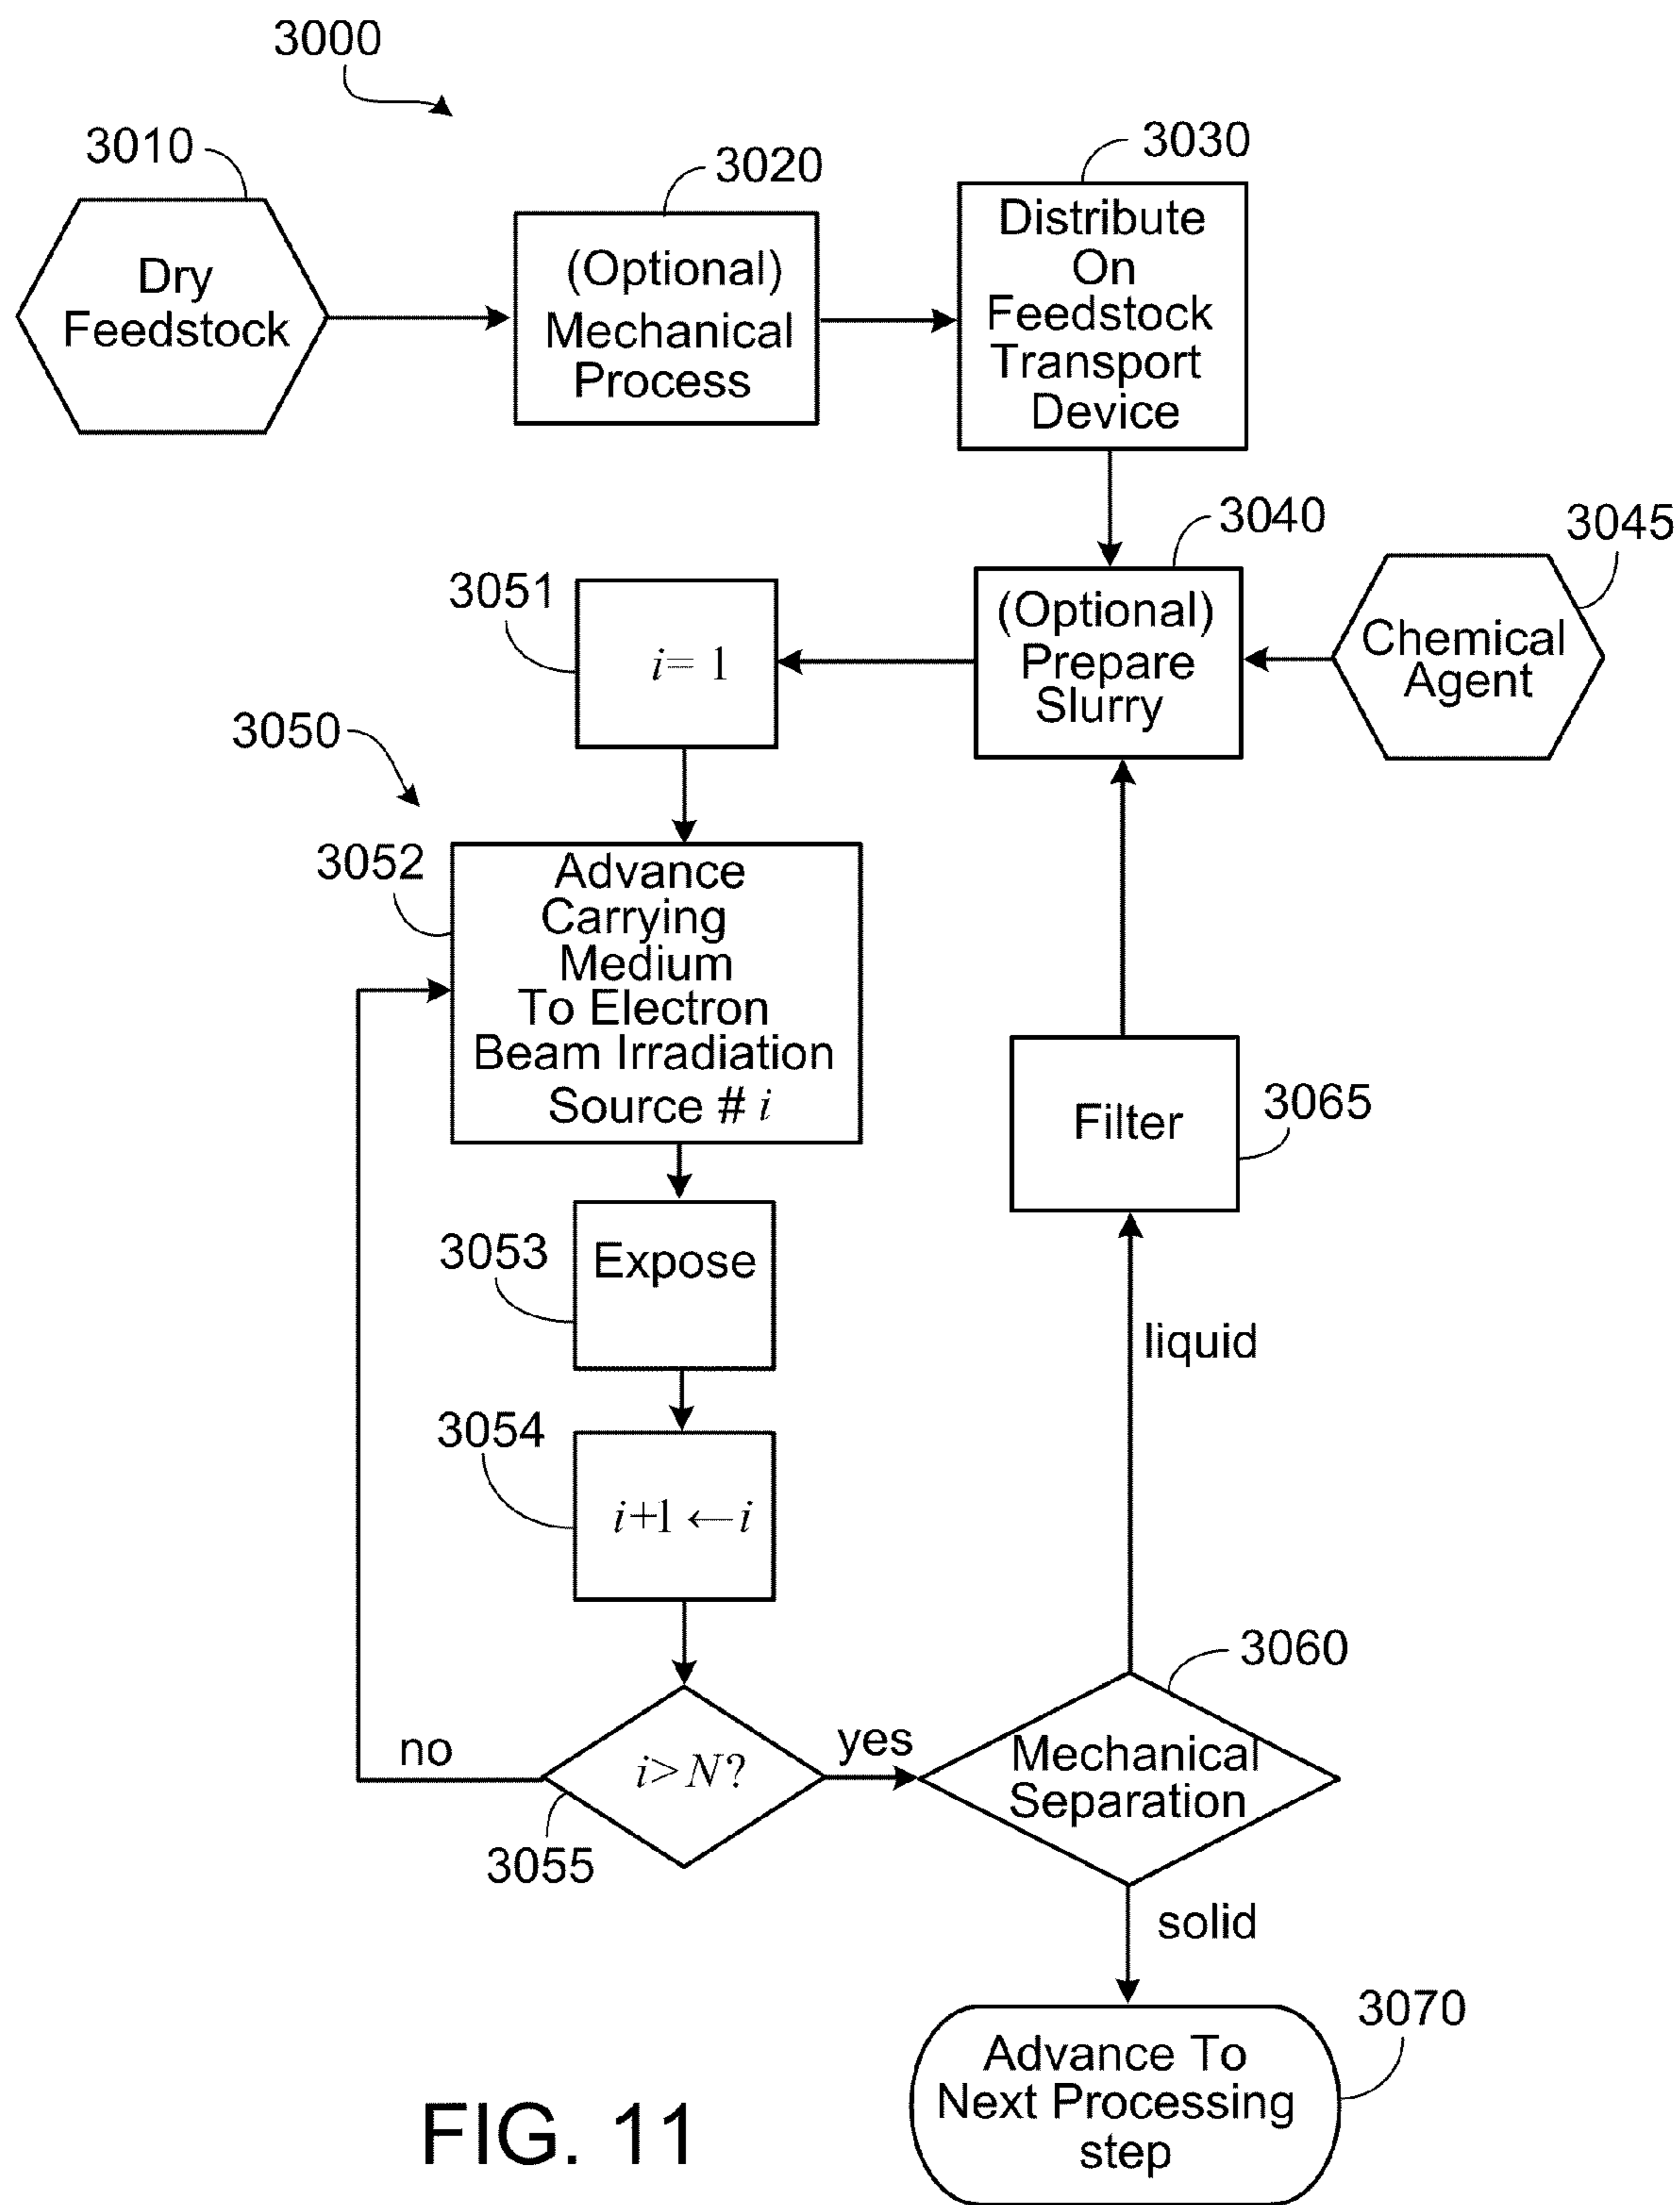 3000
3010
Dry
Feedstock
3020
(Optional)
Mechanical
Process
3030
Distribute
On
Feedstock
Transport
Device
3040
(Optional)
Prepare
Slurry
3045
Chemical
Agent
3051
i= 1
3050
3052
Advance
Carrying
Medium
To Electron
Beam Irradiation
Source # i
3053
Expose
3054
i+1 ←i
3055
i>N?
no
yes
3060
Mechanical
Separation
liquid
3065
Filter
solid
3070
Advance To
Next Processing
step
FIG. 11